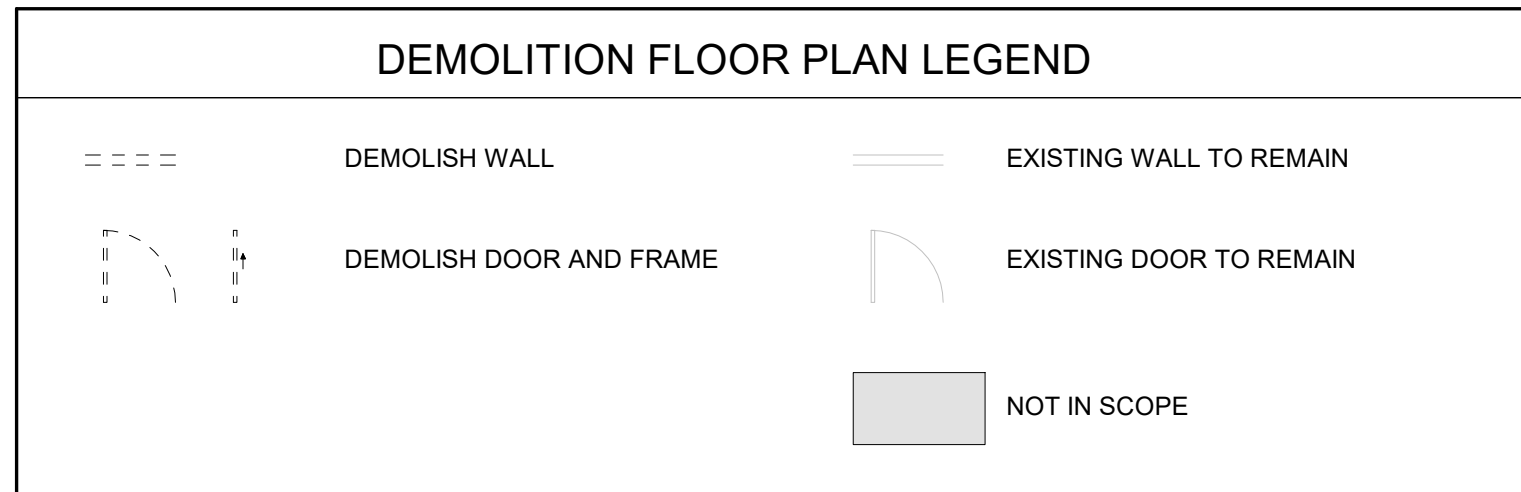 DEMOLITION FLOOR PLAN LEGEND
DEMOLISH WALL
EXISTING WALL TO REMAIN
DEMOLISH DOOR AND FRAME
EXISTING DOOR TO REMAIN
NOT IN SCOPE